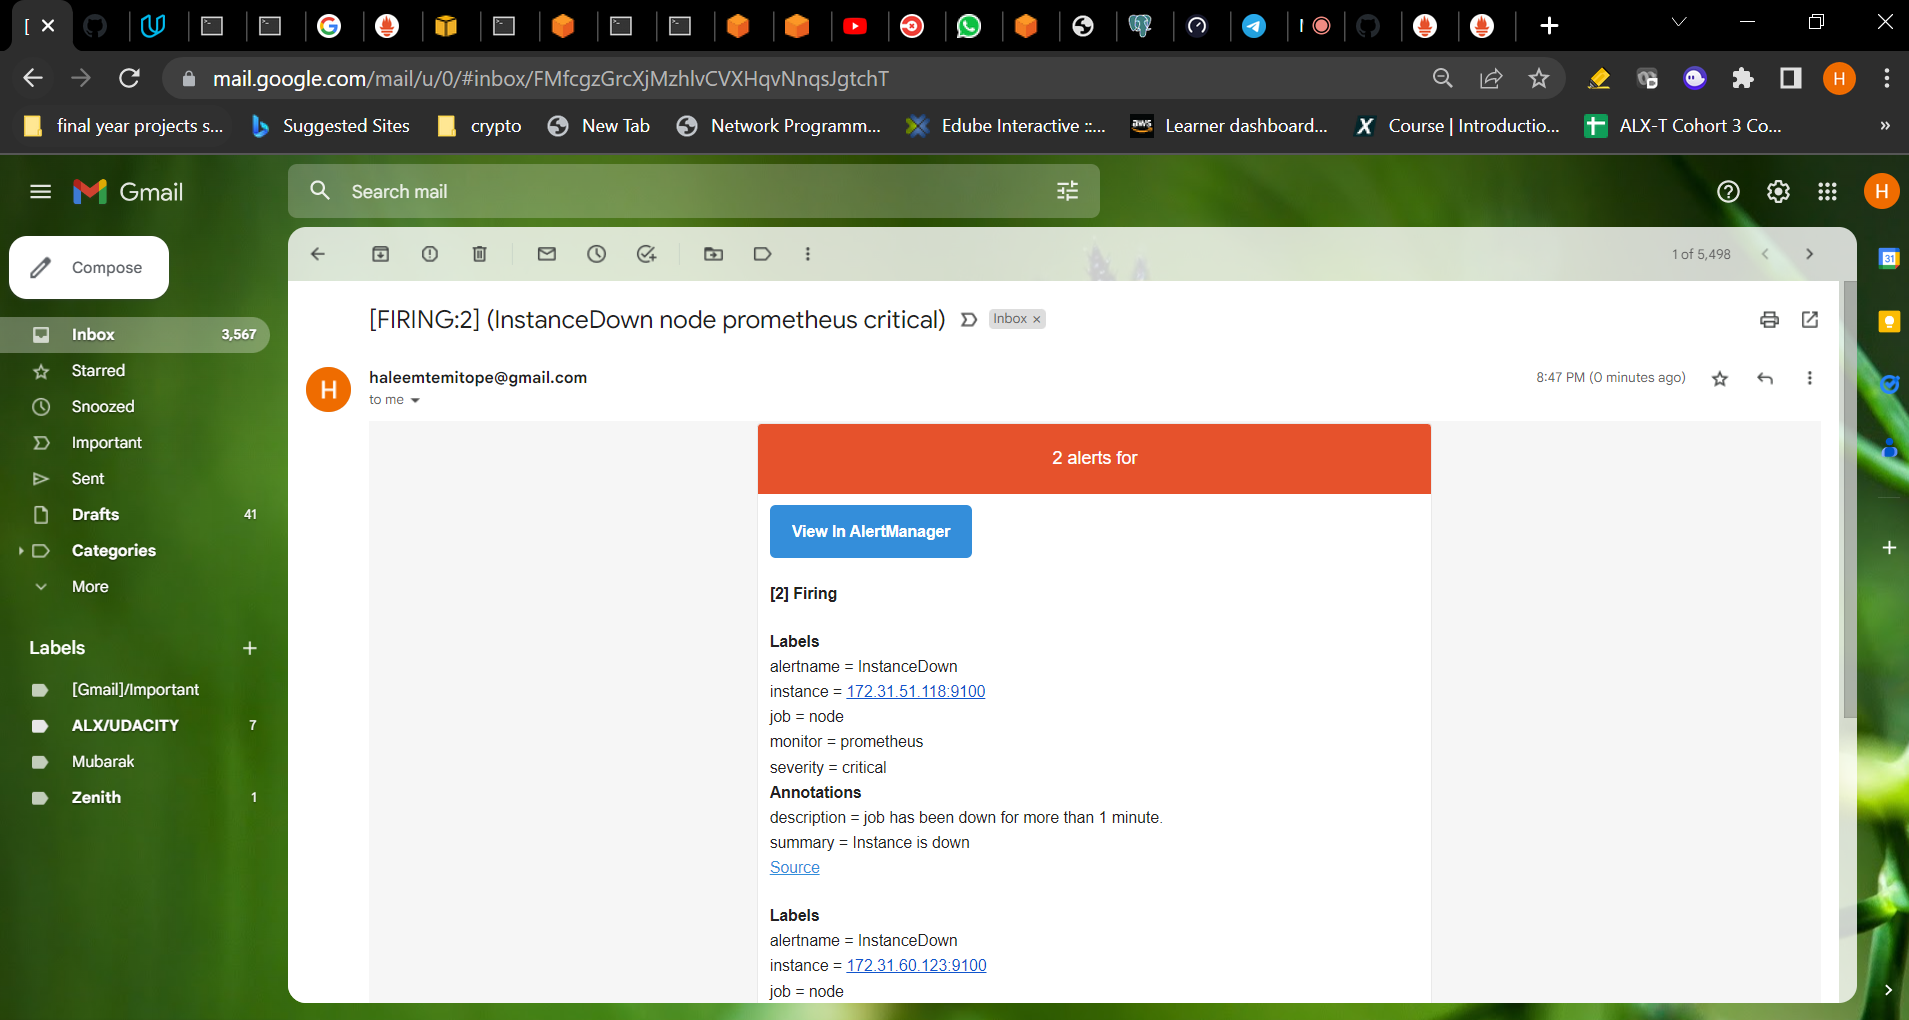 [
I
mail.google.com/mail/u/0/#inbox/FMfcgzGrcXjMzhlvCVXHqvNnqsJgtchT
H
final year projects s...
Suggested Sites
crypto
New Tab
Network Programm...
Edube Interactive ::...
aws
Learner dashboard...
X
Course | Introductio...
ALX-T Cohort 3 Co...
»
Gmail
Search mail
H
Compose
1 of 5,498
31
[FIRING:2] (InstanceDown node prometheus critical)
Inbox ×
Inbox 3,567
Starred
Snoozed
Important
Sent
Drafts 41
Categories
More
Labels
[Gmail]/Important
ALX/UDACITY 7
Mubarak
Zenith 1
H
haleemtemitope@gmail.com
8:47 PM (0 minutes ago)
to me
2 alerts for
View In AlertManager
[2] Firing
Labels
alertname = InstanceDown
instance = 172.31.51.118:9100
job = node
monitor = prometheus
severity = critical
Annotations
description = job has been down for more than 1 minute.
summary = Instance is down
Source
Labels
alertname = InstanceDown
instance = 172.31.60.123:9100
job = node